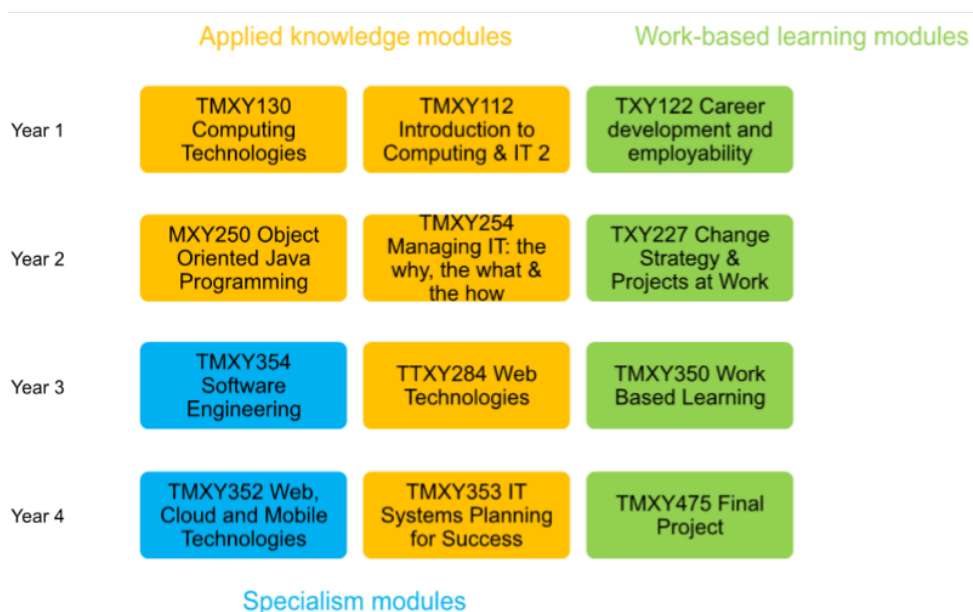 Applied knowledge modules
Work-based learning modules
Year 1
TMXY130
Computing
Technologies
TMXY112
Introduction to
Computing & IT 2
TXY122 Career
development and
employability
Year 2
MXY250 Object
Oriented Java
Programming
TMXY254
Managing IT: the
why, the what &
the how
TXY227 Change
Strategy &
Projects at Work
Year 3
TMXY354
Software
Engineering
TTXY284 Web
Technologies
TMXY350 Work
Based Learning
Year 4
TMXY352 Web,
Cloud and Mobile
Technologies
TMXY353 IT
Systems Planning
for Success
TMXY475 Final
Project
Specialism modules